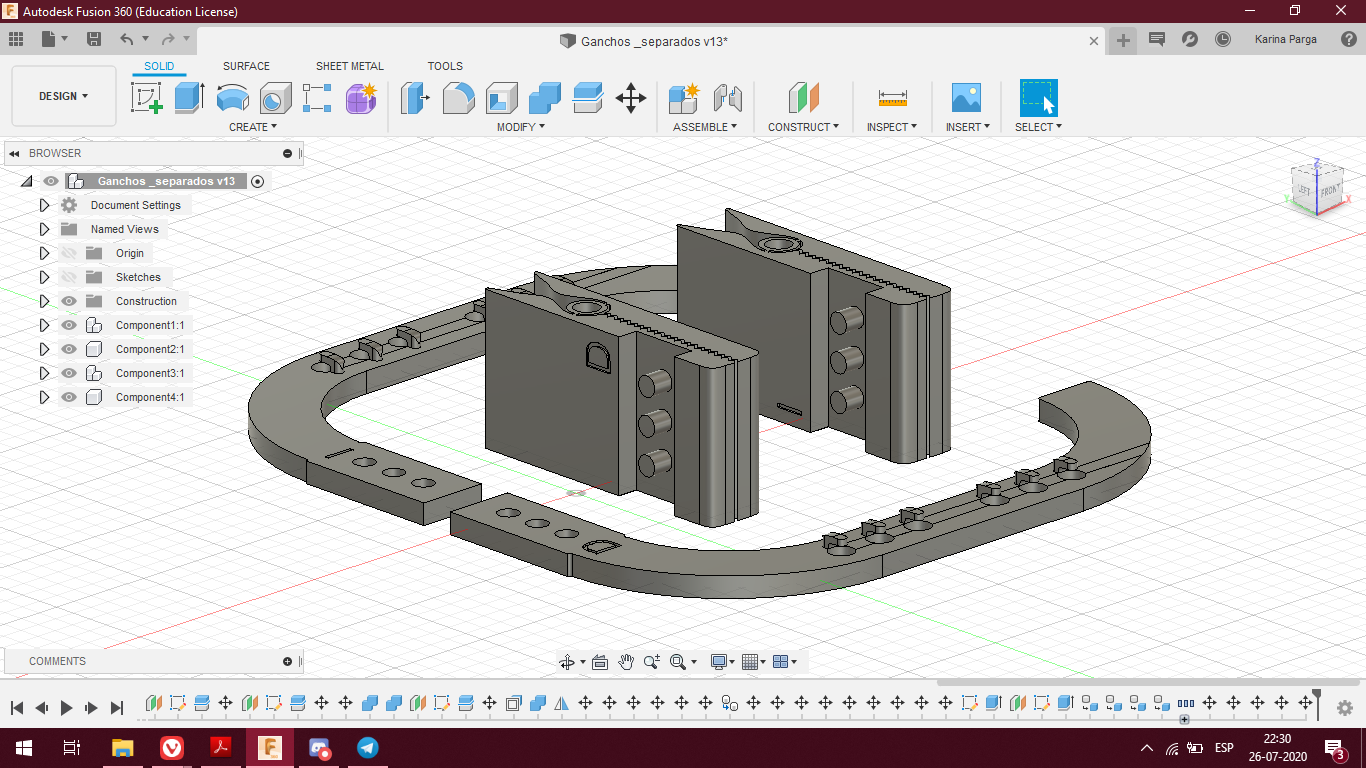 Autodesk Fusion 360 (Education License)
Ganchos _separados v13*
Karina Parga
SOLID SURFACE SHEET METAL TOOLS
DESIGN
CREATE MODIFY ASSEMBLE CONSTRUCT INSPECT INSERT SELECT
BROWSER
Ganchos _separados v13
Document Settings
Named Views
Origin
Sketches
Construction
Component1:1
Component2:1
Component3:1
Component4:1
Z
LEFT FRONT
Y X
D
D
COMMENTS
ESP
22:30
26-07-2020
3